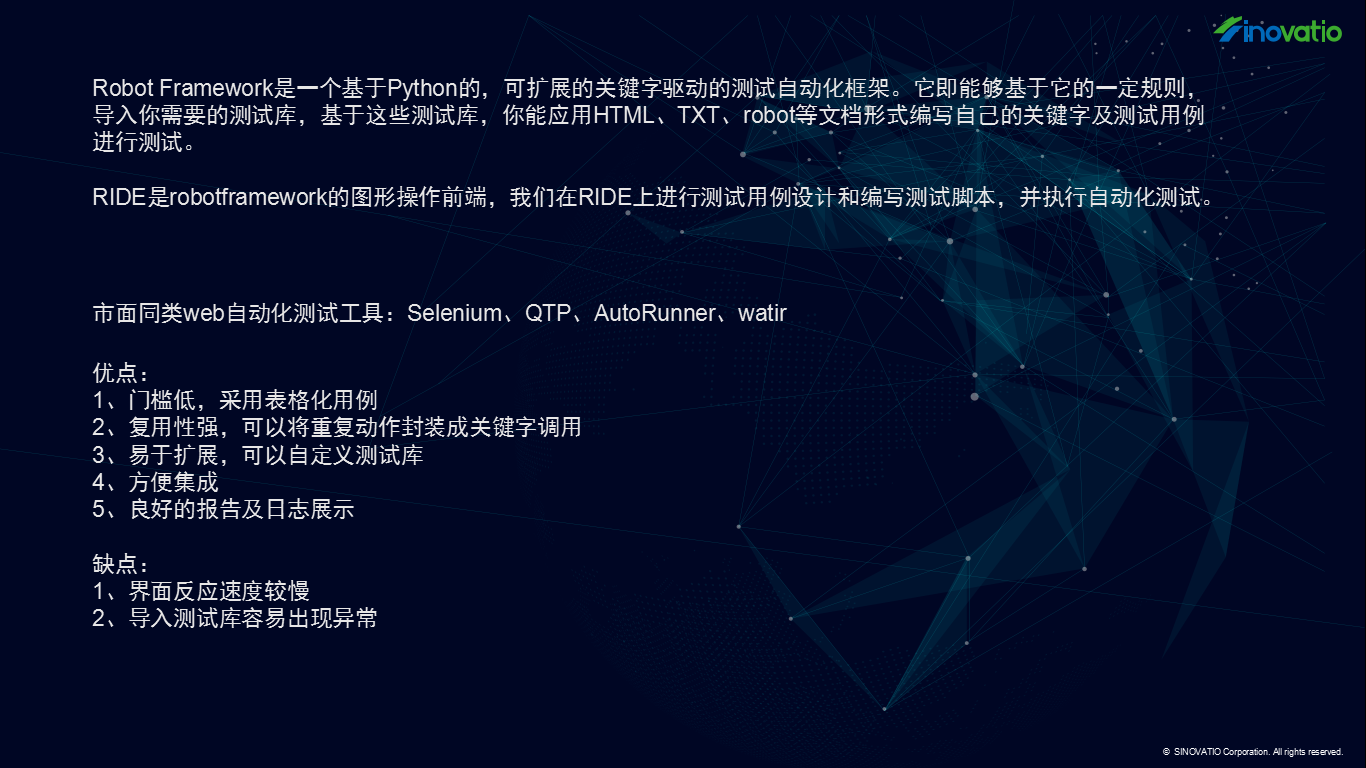 Sinovatio
Robot Framework是一个基于Python的，可扩展的关键字驱动的测试自动化框架。它即能够基于它的一定规则，
导入你需要的测试库，基于这些测试库，你能应用HTML、TXT、robot等文档形式编写自己的关键字及测试用例
进行测试。
RIDE是robotframework的图形操作前端，我们在RIDE上进行测试用例设计和编写测试脚本，并执行自动化测试。
市面同类web自动化测试工具：Selenium、QTP、AutoRunner、watir
优点：
1、门槛低，采用表格化用例
2、复用性强，可以将重复动作封装成关键字调用
3、易于扩展，可以自定义测试库
4、方便集成
5、良好的报告及日志展示
缺点：
1、界面反应速度较慢
2、导入测试库容易出现异常
© SINOVATIO Corporation. All rights reserved.